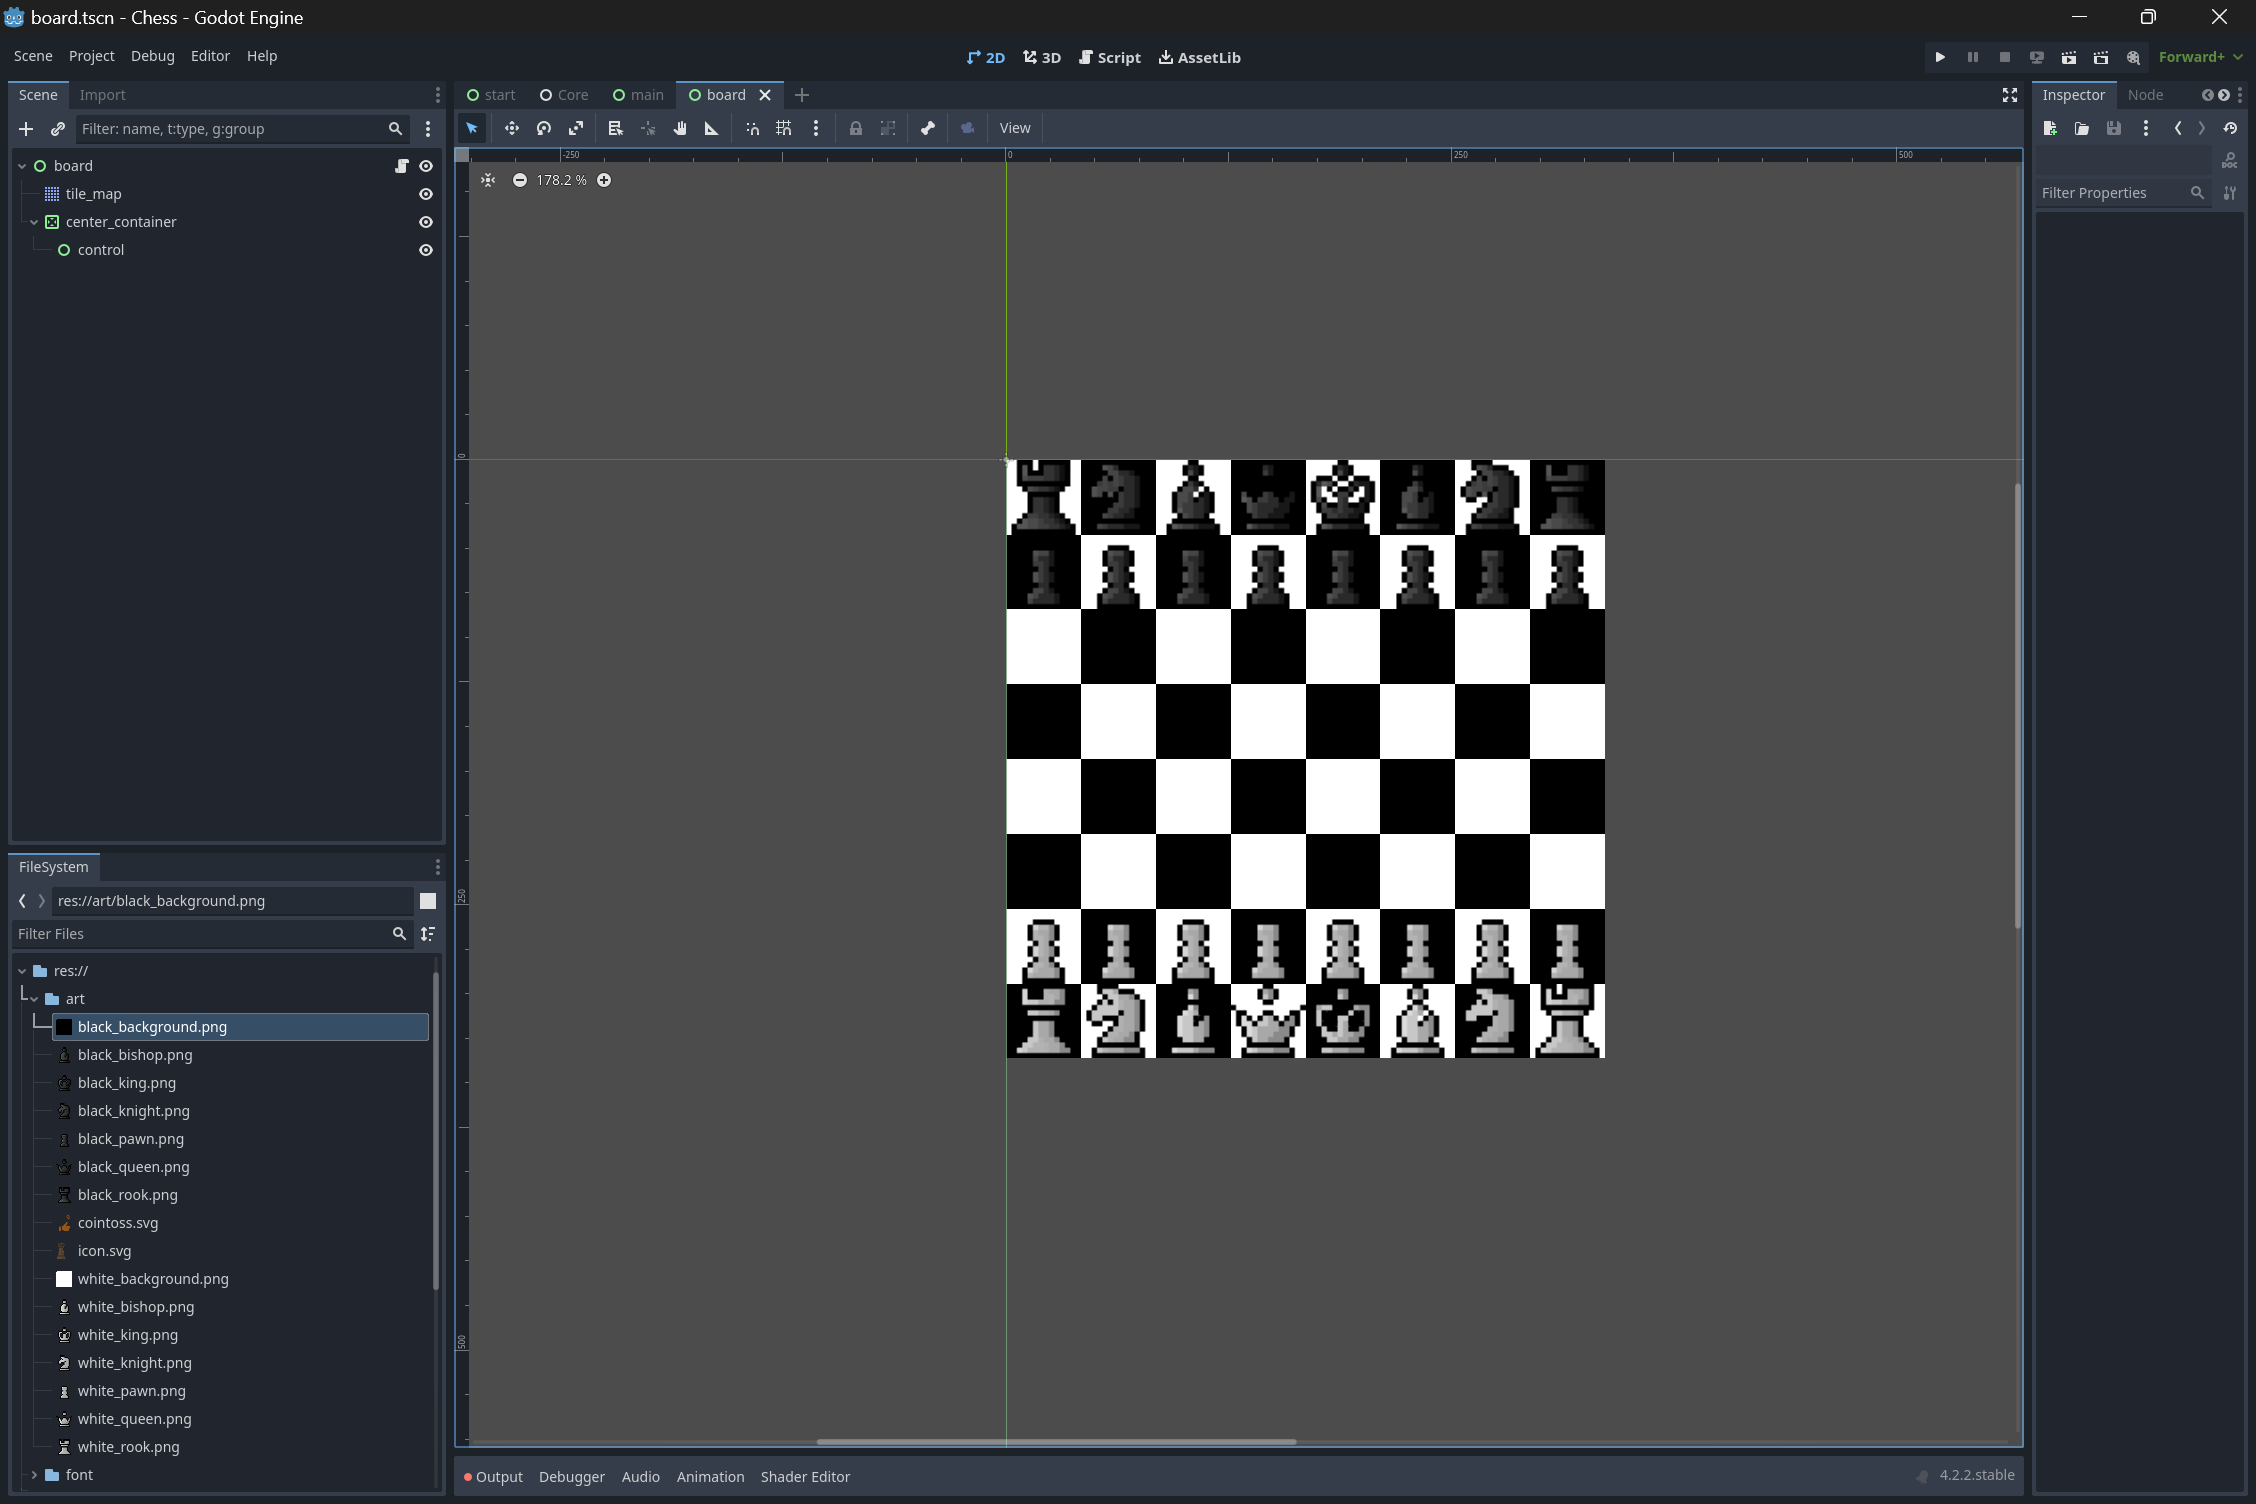 board.tscn - Chess - Godot Engine
Scene Project Debug Editor Help
2D 3D Script AssetLib
Forward+
Scene Import
start Core main board
Inspector Node
Filter: name, t:type, g:group
View
-250 0 250 500
DOC
board
178.2 %
tile_map
Filter Properties
center_container
control
0
250
500
FileSystem
res://art/black_background.png
Filter Files
res://
art
black_background.png
black_bishop.png
black_king.png
black_knight.png
black_pawn.png
black_queen.png
black_rook.png
cointoss.svg
icon.svg
white_background.png
white_bishop.png
white_king.png
white_knight.png
white_pawn.png
white_queen.png
white_rook.png
font
Output Debugger Audio Animation Shader Editor
4.2.2.stable